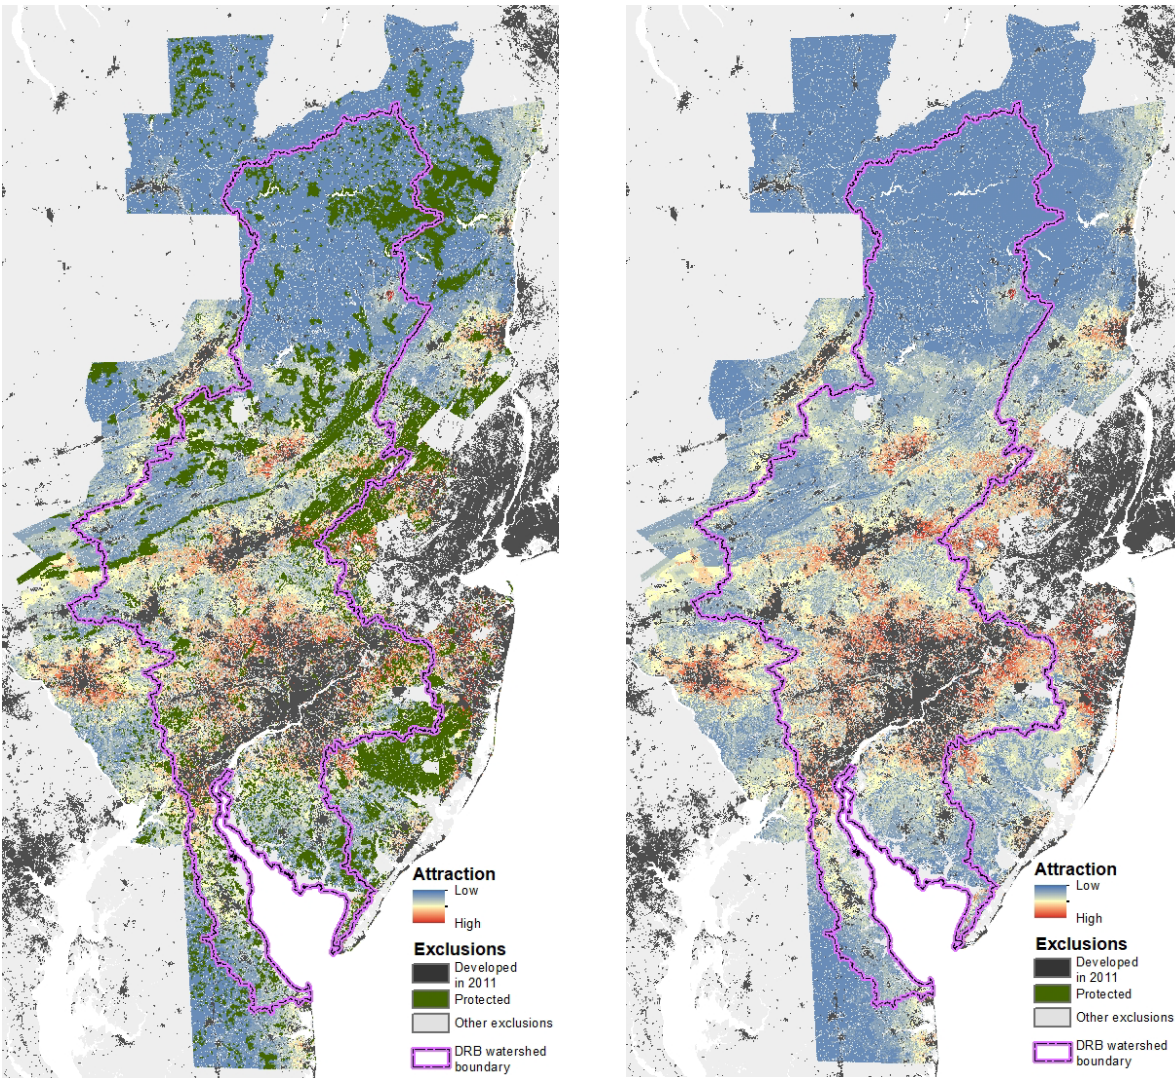 Attraction
Low
High
Exclusions
Developed
in 2011
Protected
Other exclusions
DRB watershed
boundary
Attraction
Low
High
Exclusions
Developed
in 2011
Protected
Other exclusions
DRB watershed
boundary